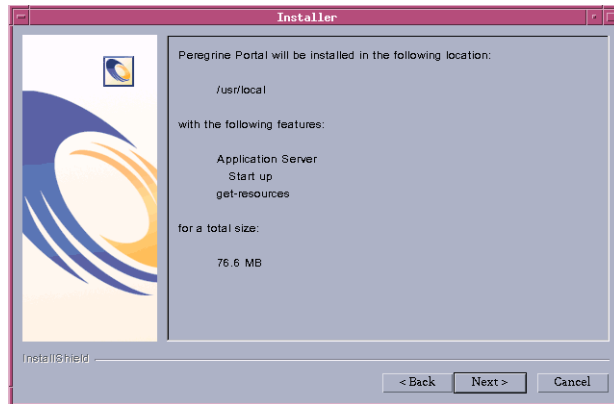 Installer
Peregrine Portal will be installed in the following location:
/usr/local
with the following features:
Application Server
Start up
get-resources
for a total size:
76.6 MB
InstallShield
< Back
Next >
Cancel